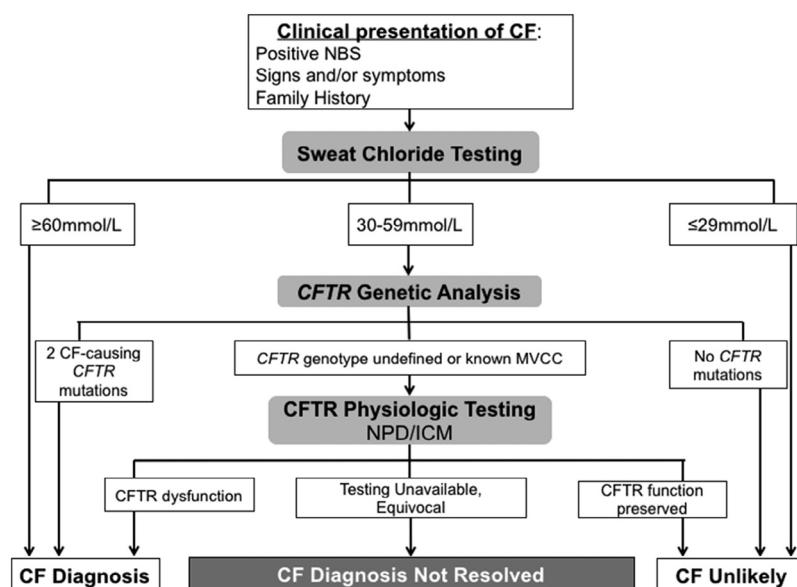 Clinical presentation of CF:
Positive NBS
Signs and/or symptoms
Family History
Sweat Chloride Testing
≥60mmol/L
30-59mmol/L
≤29mmol/L
CFTR Genetic Analysis
2 CF-causing
CFTR
mutations
CFTR genotype undefined or known MVCC
No CFTR
mutations
CFTR Physiologic Testing
NPD/ICM
CFTR dysfunction
Testing Unavailable,
Equivocal
CFTR function
preserved
CF Diagnosis
CF Diagnosis Not Resolved
CF Unlikely